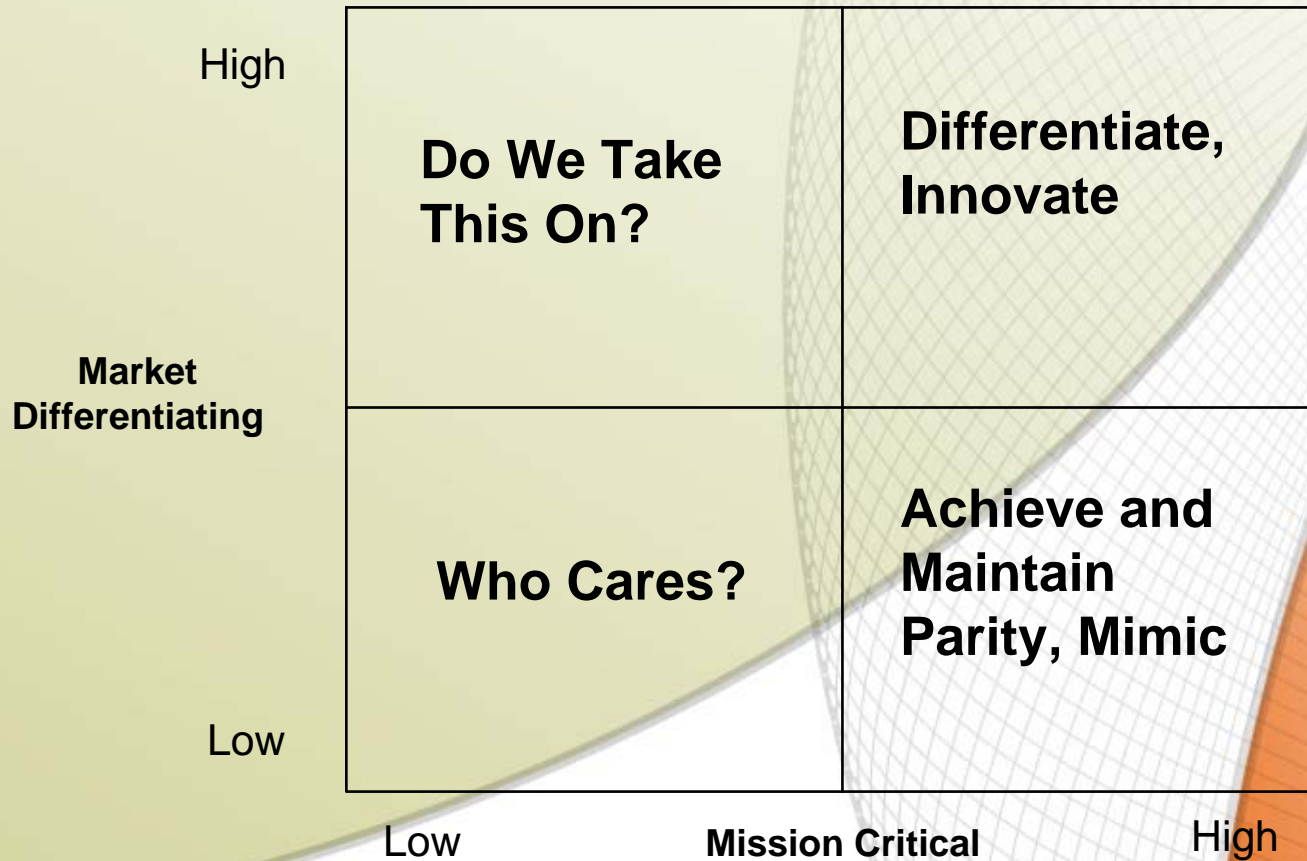 High
Do We Take
This On?
Differentiate,
Innovate
Market
Differentiating
Who Cares?
Achieve and
Maintain
Parity, Mimic
Low
Low
Mission Critical
High